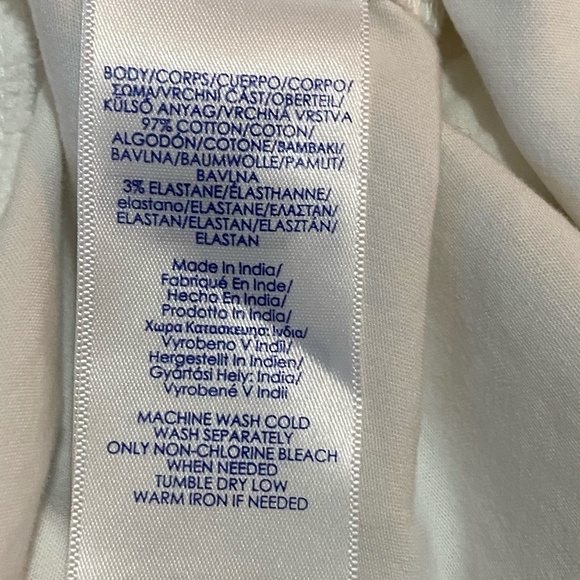 BODY/CORPS/CUERPO/CORPO/
ΣΩΜΑ/VRCHNI ČÁST/OBERTEIL/
KÜLSŐ ANYAG/VRCHNÁ VRSTVA
97% COTTON/COTON/
ALGODÓN/COTONE/BAMBAKI/
BAVLNA/BAUMWOLLE/PAMUT/
BAVLNA
3% ELASTANE/ÉLASTHANNE/
elastano/ELASTANE/ΕΛΑΣΤΑΝ/
ELASTAN/ELASTAN/ELASZTÁN/
ELASTAN
Made In India/
Fabriqué En Inde/
Hecho En India/
Prodotto In India/
Χωρα Κατασκευησ: Ινδια/
Vyrobeno V Indii/
Hergestellt In Indien/
Gyártási Hely: India/
Vyrobené V Indii
MACHINE WASH COLD
WASH SEPARATELY
ONLY NON-CHLORINE BLEACH
WHEN NEEDED
TUMBLE DRY LOW
WARM IRON IF NEEDED